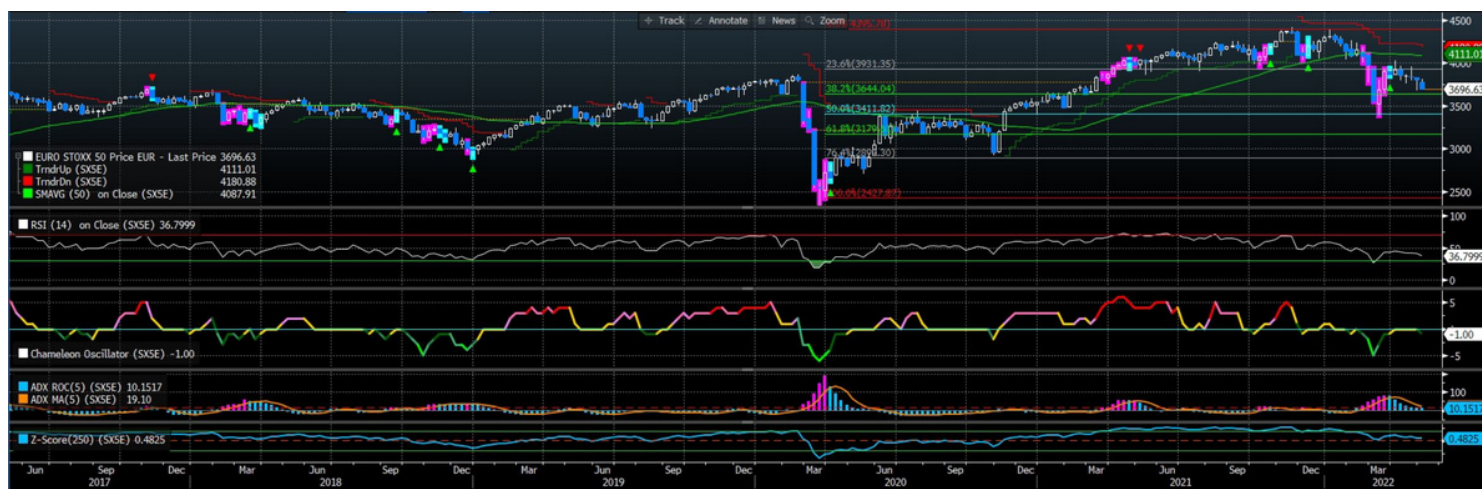 Track Annotate News Zoom
4500
4000
3500
3000
2500
4111.01
3696.63
23.6%(3931.35)
38.2%(3644.04)
50.0%(3411.82)
61.8%(3179
(2427.87)
EURO STOXX 50 Price EUR - Last Price 3696.63
TrndrUp (SX5E) 4111.01
TrndrDn (SX5E) 4180.88
SMAVG (50) on Close (SX5E) 4087.91
RSI (14) on Close (SX5E) 36.7999
100
50
36.7999
0
5
-1.00
-5
Chameleon Oscillator (SX5E) -1.00
ADX ROC(5) (SX5E) 10.1517
ADX MA(5) (SX5E) 19.10
100
10.1517
Z-Score(250) (SX5E) 0.4825
0.4825
Jun Sep Dec Mar Jun Sep Dec Mar Jun Sep Dec Mar Jun Sep Dec Mar Jun Sep Dec Mar
2017 2018 2019 2020 2021 2022